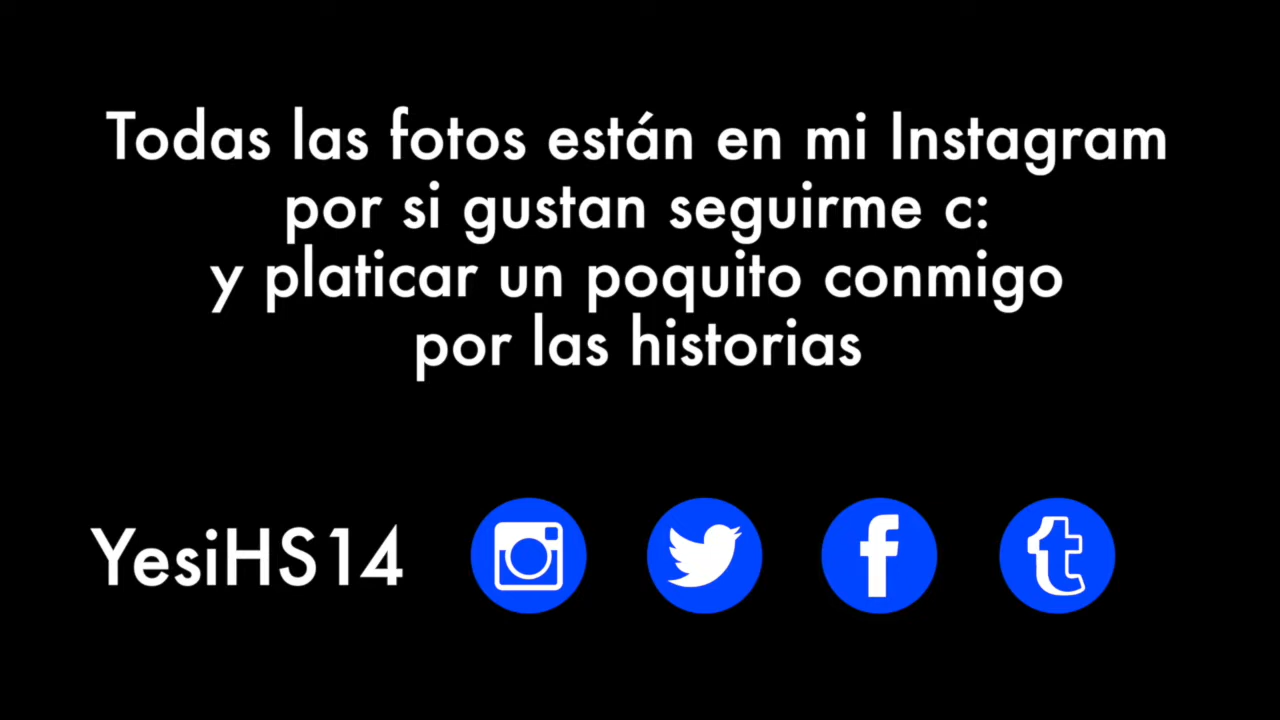 Todas las fotos están en mi Instagram
por si gustan seguirme c:
y platicar un poquito conmigo
por las historias
YesiHS14